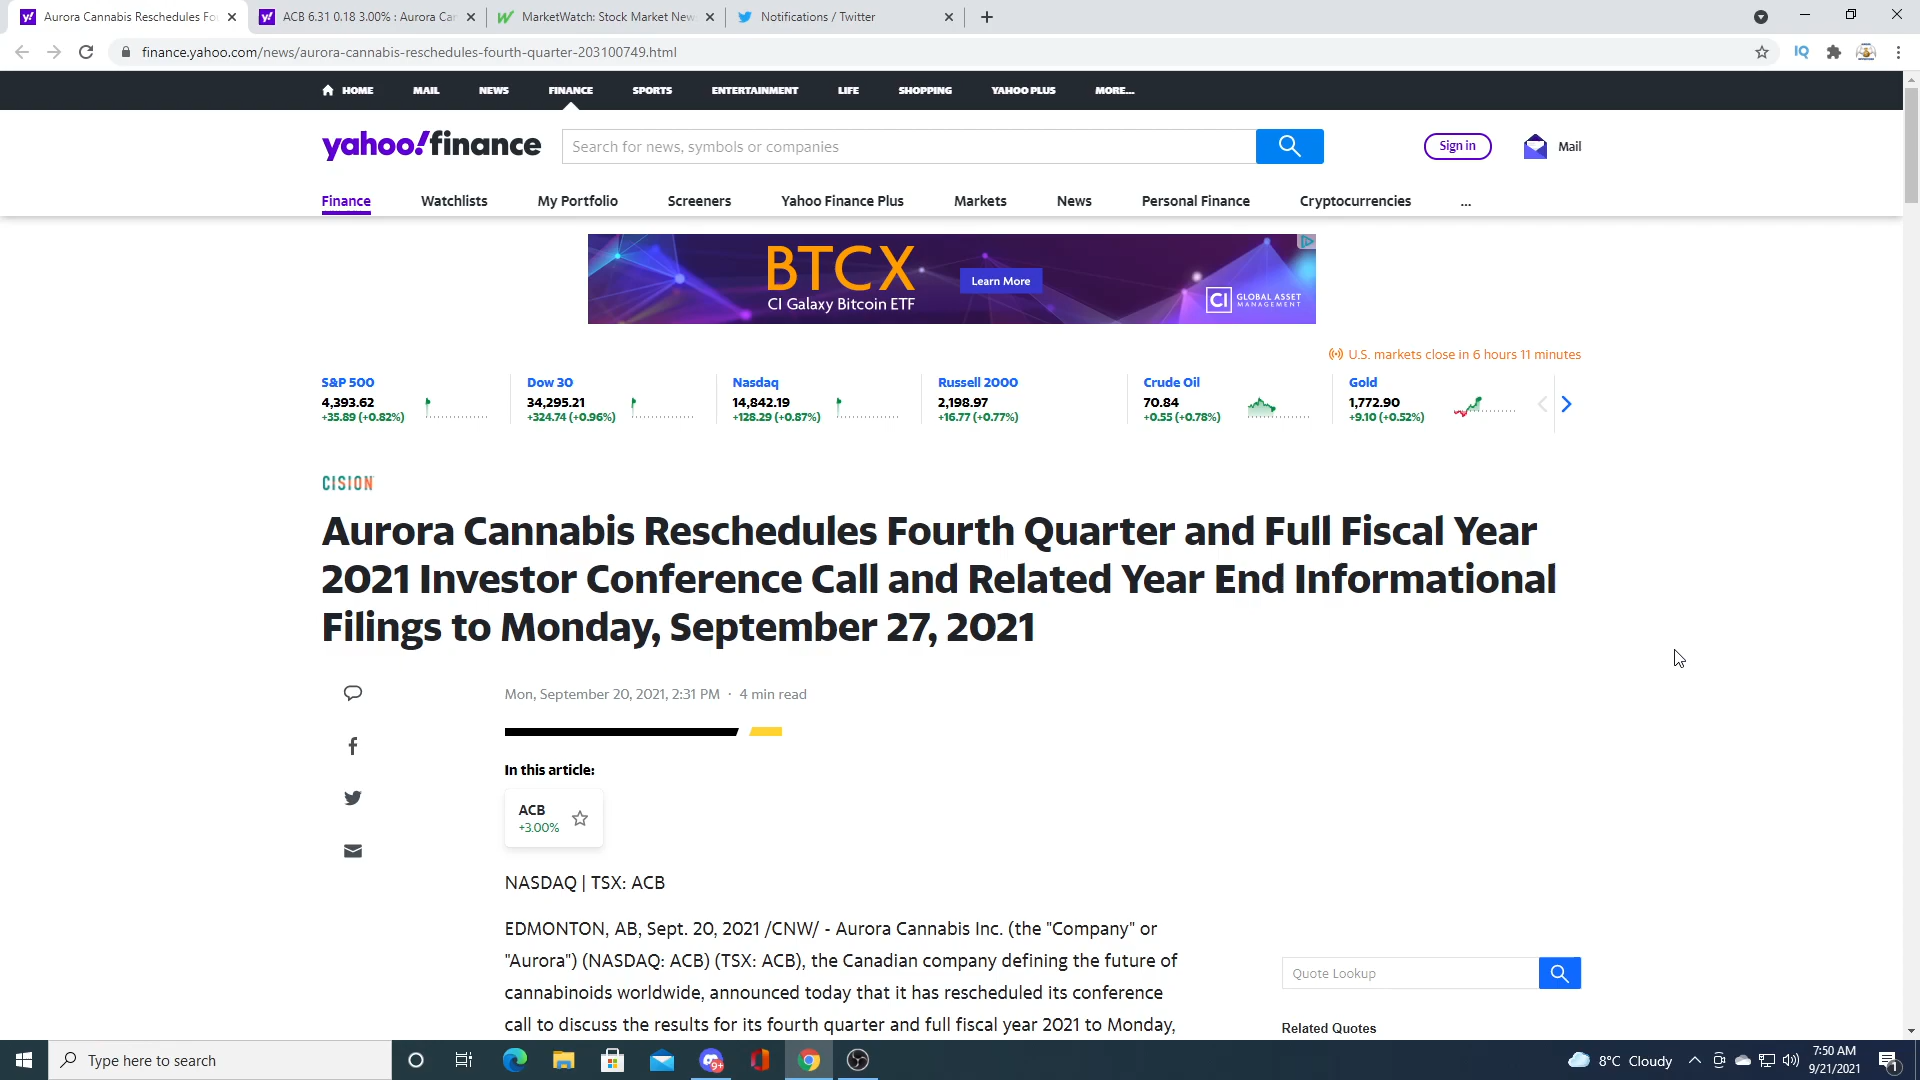 Aurora Cannabis Reschedules Fo
ACB 6.31 0.18 3.00% : Aurora Car
MarketWatch: Stock Market New
Notifications / Twitter
finance.yahoo.com/news/aurora-cannabis-reschedules-fourth-quarter-203100749.html
IQ
HOME MAIL NEWS FINANCE SPORTS ENTERTAINMENT LIFE SHOPPING YAHOO PLUS MORE...
yahoo!finance
Search for news, symbols or companies
Sign in
Mail
Finance Watchlists My Portfolio Screeners Yahoo Finance Plus Markets News Personal Finance Cryptocurrencies ...
BTCX
CI Galaxy Bitcoin ETF
Learn More
CI GLOBAL ASSET
MANAGEMENT
U.S. markets close in 6 hours 11 minutes
S&P 500
4,393.62
+35.89 (+0.82%)
Dow 30
34,295.21
+324.74 (+0.96%)
Nasdaq
14,842.19
+128.29 (+0.87%)
Russell 2000
2,198.97
+16.77 (+0.77%)
Crude Oil
70.84
+0.55 (+0.78%)
Gold
1,772.90
+9.10 (+0.52%)
CISION
Aurora Cannabis Reschedules Fourth Quarter and Full Fiscal Year
2021 Investor Conference Call and Related Year End Informational
Filings to Monday, September 27, 2021
Mon, September 20, 2021, 2:31 PM · 4 min read
In this article:
ACB
+3.00%
NASDAQ | TSX: ACB
EDMONTON, AB, Sept. 20, 2021 /CNW/ - Aurora Cannabis Inc. (the "Company" or
"Aurora") (NASDAQ: ACB) (TSX: ACB), the Canadian company defining the future of
cannabinoids worldwide, announced today that it has rescheduled its conference
call to discuss the results for its fourth quarter and full fiscal year 2021 to Monday,
Quote Lookup
Related Quotes
Type here to search
9+
8°C Cloudy
7:50 AM
9/21/2021
1